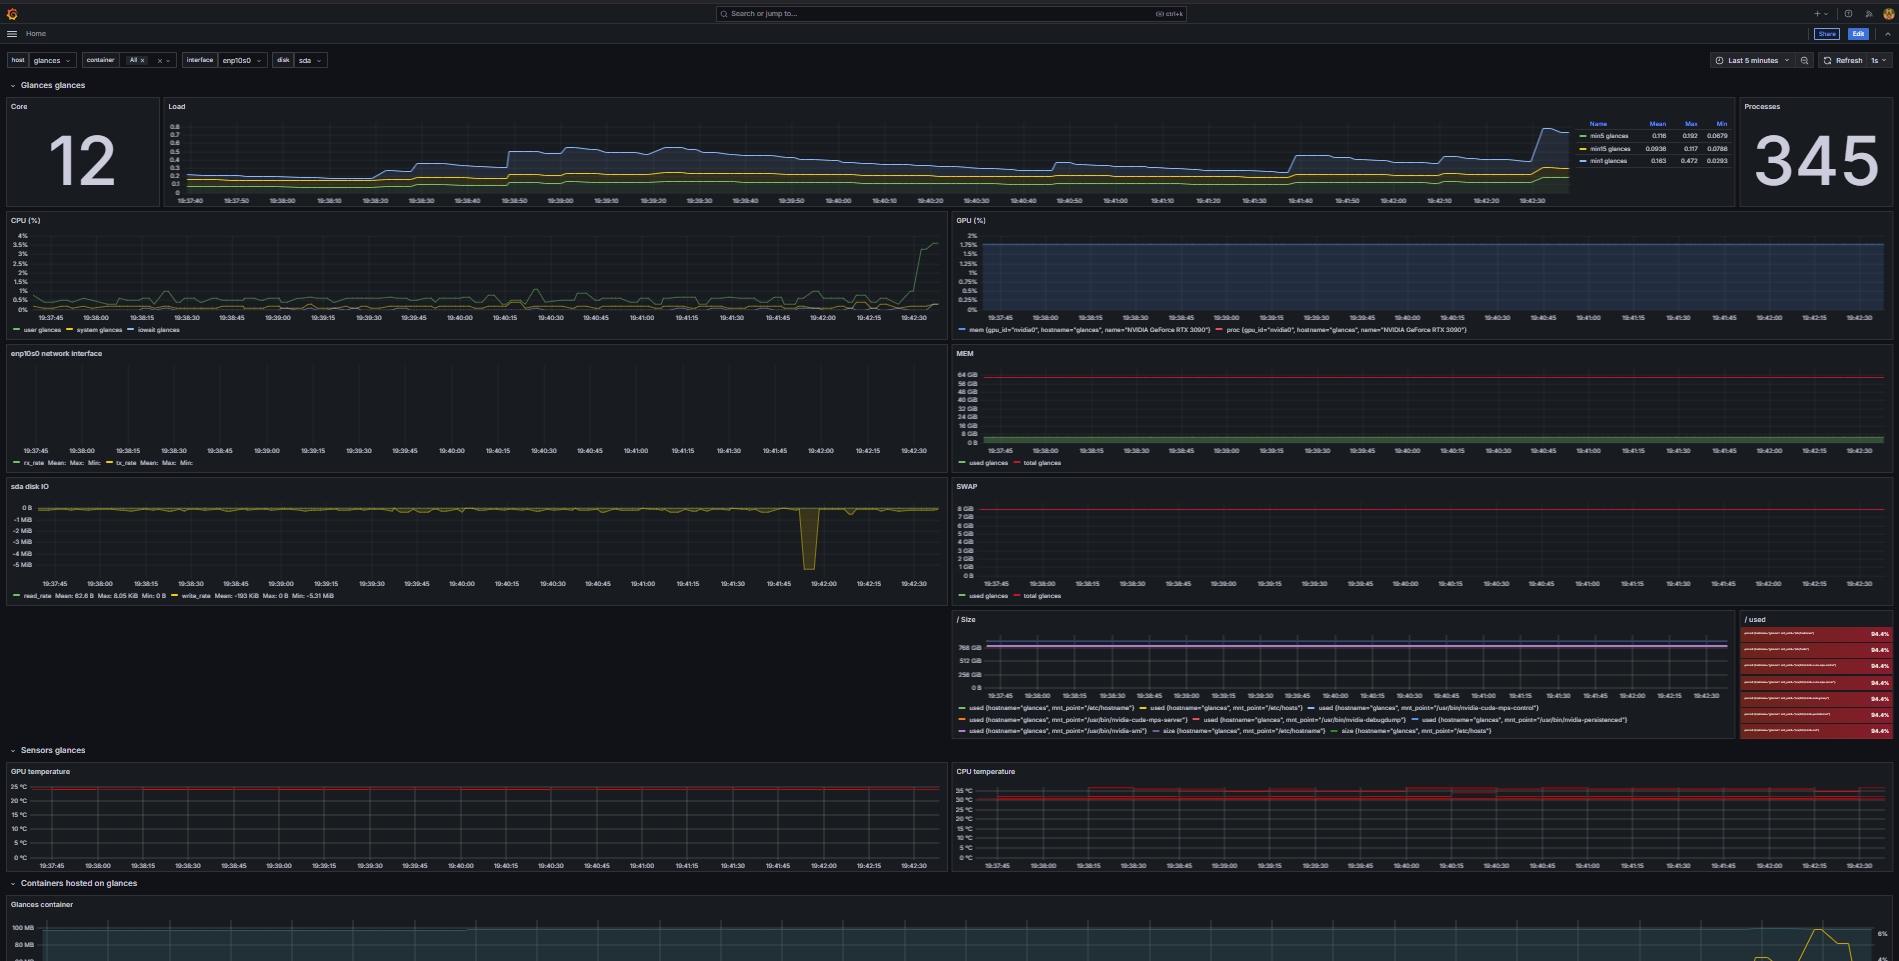 Search or jump to...
ctrl+k
Home
Share
Edit
host glances
container All
interface enp10s0
disk sda
Last 5 minutes
Refresh 1s
Glances glances
Core
12
Load
0.8
0.7
0.6
0.5
0.4
0.3
0.2
0.1
0
19:37:40 19:37:50 19:38:00 19:38:10 19:38:20 19:38:30 19:38:40 19:38:50 19:39:00 19:39:10 19:39:20 19:39:30 19:39:40 19:39:50 19:40:00 19:40:10 19:40:20 19:40:30 19:40:40 19:40:50 19:41:00 19:41:10 19:41:20 19:41:30 19:41:40 19:41:50 19:42:00 19:42:10 19:42:20 19:42:30
Name Mean Max Min
min5 glances 0.116 0.192 0.0679
min15 glances 0.0936 0.117 0.0786
min1 glances 0.163 0.472 0.0293
Processes
345
CPU (%)
4%
3.5%
3%
2.5%
2%
1.5%
1%
0.5%
0%
19:37:45 19:38:00 19:38:15 19:38:30 19:38:45 19:39:00 19:39:15 19:39:30 19:39:45 19:40:00 19:40:15 19:40:30 19:40:45 19:41:00 19:41:15 19:41:30 19:41:45 19:42:00 19:42:15 19:42:30
user glances system glances iowait glances
GPU (%)
2%
1.75%
1.5%
1.25%
1%
0.75%
0.5%
0.25%
0%
19:37:45 19:38:00 19:38:15 19:38:30 19:38:45 19:39:00 19:39:15 19:39:30 19:39:45 19:40:00 19:40:15 19:40:30 19:40:45 19:41:00 19:41:15 19:41:30 19:41:45 19:42:00 19:42:15 19:42:30
mem {gpu_id="nvidia0", hostname="glances", name="NVIDIA GeForce RTX 3090"} proc {gpu_id="nvidia0", hostname="glances", name="NVIDIA GeForce RTX 3090"}
enp10s0 network interface
19:37:45 19:38:00 19:38:15 19:38:30 19:38:45 19:39:00 19:39:15 19:39:30 19:39:45 19:40:00 19:40:15 19:40:30 19:40:45 19:41:00 19:41:15 19:41:30 19:41:45 19:42:00 19:42:15 19:42:30
rx_rate Mean: Max: Min: tx_rate Mean: Max: Min:
MEM
64 GiB
56 GiB
48 GiB
40 GiB
32 GiB
24 GiB
16 GiB
8 GiB
0 B
19:37:45 19:38:00 19:38:15 19:38:30 19:38:45 19:39:00 19:39:15 19:39:30 19:39:45 19:40:00 19:40:15 19:40:30 19:40:45 19:41:00 19:41:15 19:41:30 19:41:45 19:42:00 19:42:15 19:42:30
used glances total glances
sda disk IO
0 B
-1 MiB
-2 MiB
-3 MiB
-4 MiB
-5 MiB
19:37:45 19:38:00 19:38:15 19:38:30 19:38:45 19:39:00 19:39:15 19:39:30 19:39:45 19:40:00 19:40:15 19:40:30 19:40:45 19:41:00 19:41:15 19:41:30 19:41:45 19:42:00 19:42:15 19:42:30
read_rate Mean: 62.6 B Max: 8.05 KiB Min: 0 B write_rate Mean: -193 KiB Max: 0 B Min: -5.31 MiB
SWAP
8 GiB
7 GiB
6 GiB
5 GiB
4 GiB
3 GiB
2 GiB
1 GiB
0 B
19:37:45 19:38:00 19:38:15 19:38:30 19:38:45 19:39:00 19:39:15 19:39:30 19:39:45 19:40:00 19:40:15 19:40:30 19:40:45 19:41:00 19:41:15 19:41:30 19:41:45 19:42:00 19:42:15 19:42:30
used glances total glances
/ Size
768 GiB
512 GiB
256 GiB
0 B
19:37:45 19:38:00 19:38:15 19:38:30 19:38:45 19:39:00 19:39:15 19:39:30 19:39:45 19:40:00 19:40:15 19:40:30 19:40:45 19:41:00 19:41:15 19:41:30 19:41:45 19:42:00 19:42:15 19:42:30
used {hostname="glances", mnt_point="/etc/hostname"} used {hostname="glances", mnt_point="/etc/hosts"} used {hostname="glances", mnt_point="/usr/bin/nvidia-cuda-mps-control"}
used {hostname="glances", mnt_point="/usr/bin/nvidia-cuda-mps-server"} used {hostname="glances", mnt_point="/usr/bin/nvidia-debugdump"} used {hostname="glances", mnt_point="/usr/bin/nvidia-persistenced"}
used {hostname="glances", mnt_point="/usr/bin/nvidia-smi"} size {hostname="glances", mnt_point="/etc/hostname"} size {hostname="glances", mnt_point="/etc/hosts"}
/ used
94.4%
94.4%
94.4%
94.4%
94.4%
94.4%
94.4%
Sensors glances
GPU temperature
25 °C
20 °C
15 °C
10 °C
5 °C
0 °C
19:37:45 19:38:00 19:38:15 19:38:30 19:38:45 19:39:00 19:39:15 19:39:30 19:39:45 19:40:00 19:40:15 19:40:30 19:40:45 19:41:00 19:41:15 19:41:30 19:41:45 19:42:00 19:42:15 19:42:30
CPU temperature
35 °C
30 °C
25 °C
20 °C
15 °C
10 °C
5 °C
0 °C
19:37:45 19:38:00 19:38:15 19:38:30 19:38:45 19:39:00 19:39:15 19:39:30 19:39:45 19:40:00 19:40:15 19:40:30 19:40:45 19:41:00 19:41:15 19:41:30 19:41:45 19:42:00 19:42:15 19:42:30
Containers hosted on glances
Glances container
100 MB
80 MB
6%